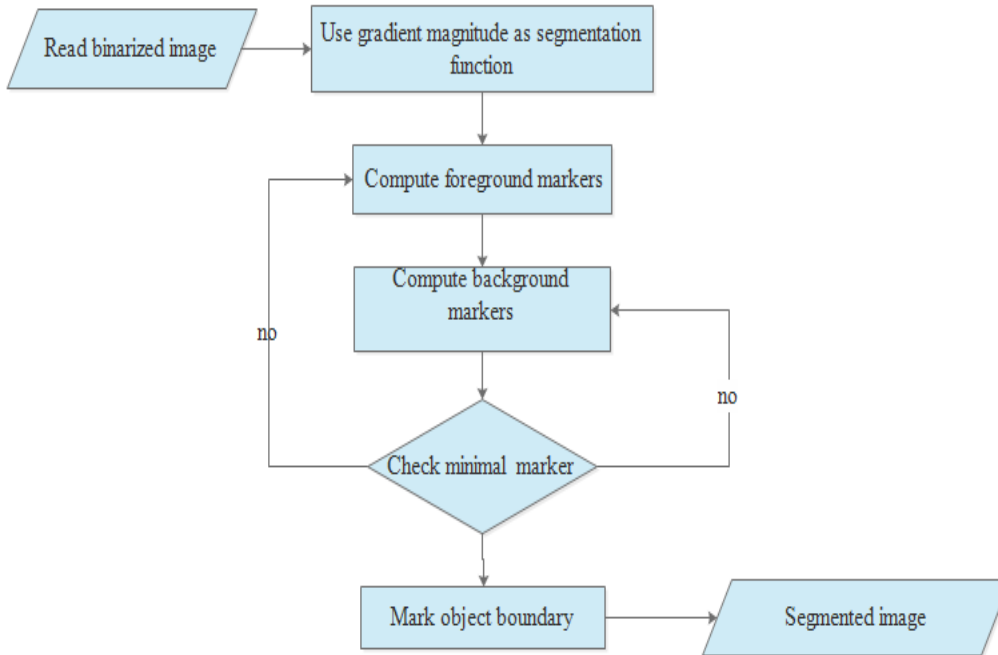 Read binarized image
Use gradient magnitude as segmentation
function
Compute foreground markers
Compute background
markers
no
no
Check minimal marker
Mark object boundary
Segmented image